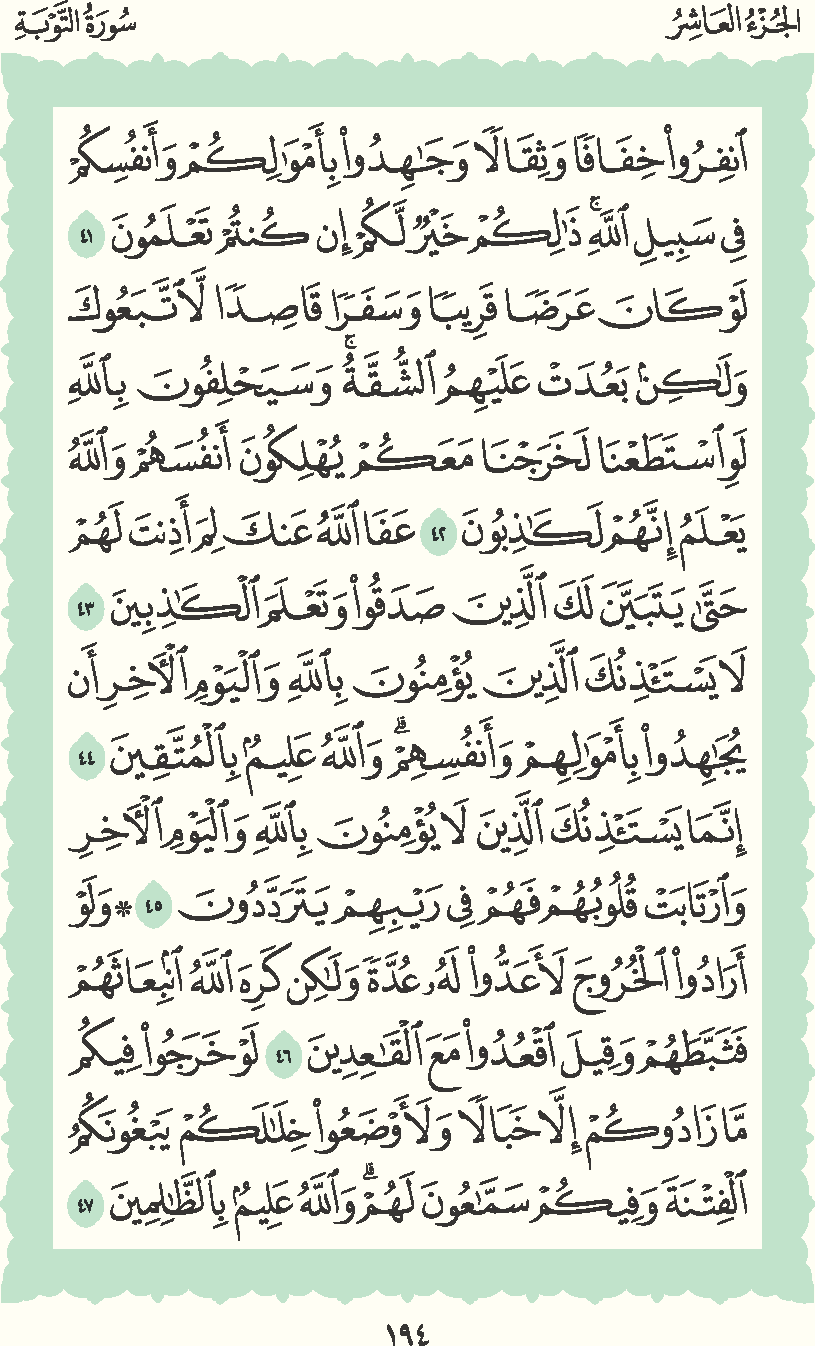 سُورَةُ التَّوْبَةِ
الجُزْءُ العَاشِرُ
ٱنفِرُوا۟ خِفَافًا وَثِقَالًا وَجَٰهِدُوا۟ بِأَمْوَٰلِكُمْ وَأَنفُسِكُمْ
فِى سَبِيلِ ٱللَّهِ ۚ ذَٰلِكُمْ خَيْرٌ لَّكُمْ إِن كُنتُمْ تَعْلَمُونَ ٤١
لَوْ كَانَ عَرَضًا قَرِيبًا وَسَفَرًا قَاصِدًا لَّٱتَّبَعُوكَ
وَلَٰكِنۢ بَعُدَتْ عَلَيْهِمُ ٱلشُّقَّةُ ۚ وَسَيَحْلِفُونَ بِٱللَّهِ
لَوِ ٱسْتَطَعْنَا لَخَرَجْنَا مَعَكُمْ يُهْلِكُونَ أَنفُسَهُمْ وَٱللَّهُ
يَعْلَمُ إِنَّهُمْ لَكَٰذِبُونَ ٤٢ عَفَا ٱللَّهُ عَنكَ لِمَ أَذِنتَ لَهُمْ
حَتَّىٰ يَتَبَيَّنَ لَكَ ٱلَّذِينَ صَدَقُوا۟ وَتَعْلَمَ ٱلْكَٰذِبِينَ ٤٣
لَا يَسْتَـْٔذِنُكَ ٱلَّذِينَ يُؤْمِنُونَ بِٱللَّهِ وَٱلْيَوْمِ ٱلْـَٔاخِرِ أَن
يُجَٰهِدُوا۟ بِأَمْوَٰلِهِمْ وَأَنفُسِهِمْ ۗ وَٱللَّهُ عَلِيمٌۢ بِٱلْمُتَّقِينَ ٤٤
إِنَّمَا يَسْتَـْٔذِنُكَ ٱلَّذِينَ لَا يُؤْمِنُونَ بِٱللَّهِ وَٱلْيَوْمِ ٱلْـَٔاخِرِ
وَٱرْتَابَتْ قُلُوبُهُمْ فَهُمْ فِى رَيْبِهِمْ يَتَرَدَّدُونَ ٤٥ * وَلَوْ
أَرَادُوا۟ ٱلْخُرُوجَ لَأَعَدُّوا۟ لَهُۥ عُدَّةً وَلَٰكِن كَرِهَ ٱللَّهُ ٱنۢبِعَاثَهُمْ
فَثَبَّطَهُمْ وَقِيلَ ٱقْعُدُوا۟ مَعَ ٱلْقَٰعِدِينَ ٤٦ لَوْ خَرَجُوا۟ فِيكُم
مَّا زَادُوكُمْ إِلَّا خَبَالًا وَلَأَوْضَعُوا۟ خِلَٰلَكُمْ يَبْغُونَكُمُ
ٱلْفِتْنَةَ وَفِيكُمْ سَمَّٰعُونَ لَهُمْ ۗ وَٱللَّهُ عَلِيمٌۢ بِٱلظَّٰلِمِينَ ٤٧
١٩٤